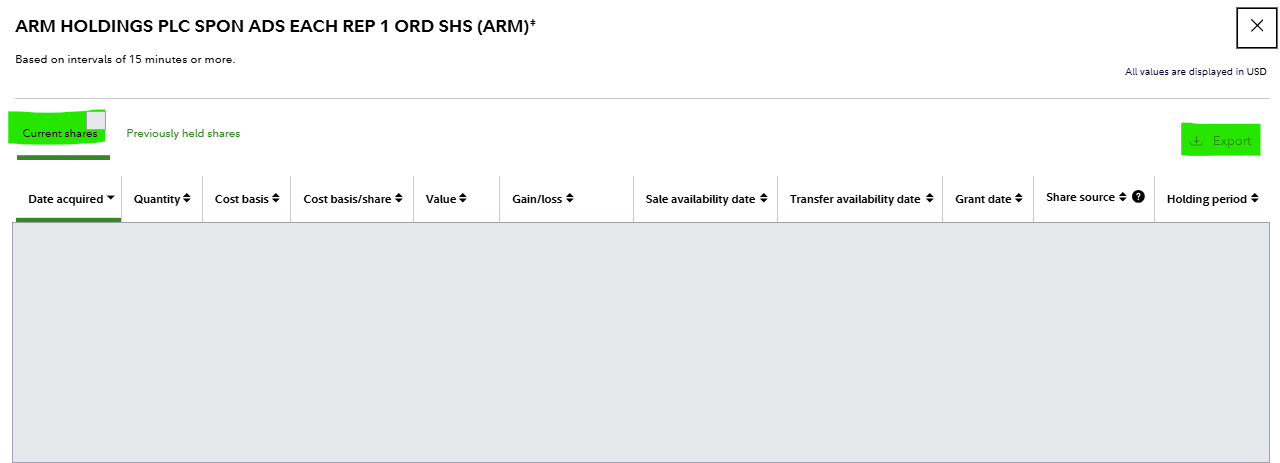 ARM HOLDINGS PLC SPON ADS EACH REP 1 ORD SHS (ARM)‡
Based on intervals of 15 minutes or more.
All values are displayed in USD
Current shares Previously held shares
Export
Date acquired Quantity Cost basis Cost basis/share Value Gain/loss Sale availability date Transfer availability date Grant date Share source ? Holding period